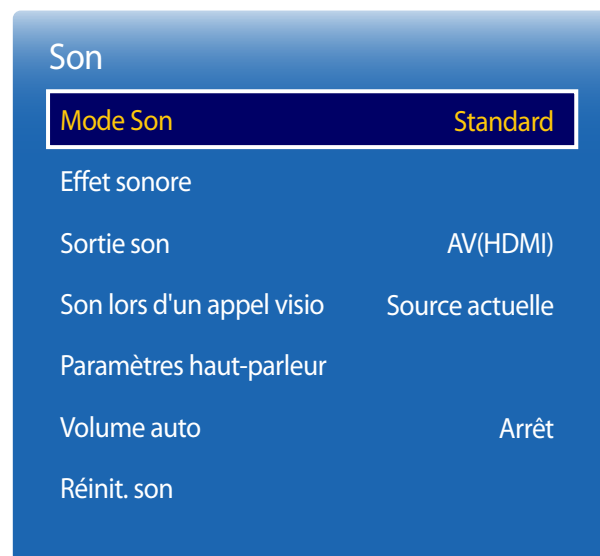 Son
Mode Son Standard
Effet sonore
Sortie son AV(HDMI)
Son lors d'un appel visio Source actuelle
Paramètres haut-parleur
Volume auto Arrêt
Réinit. son